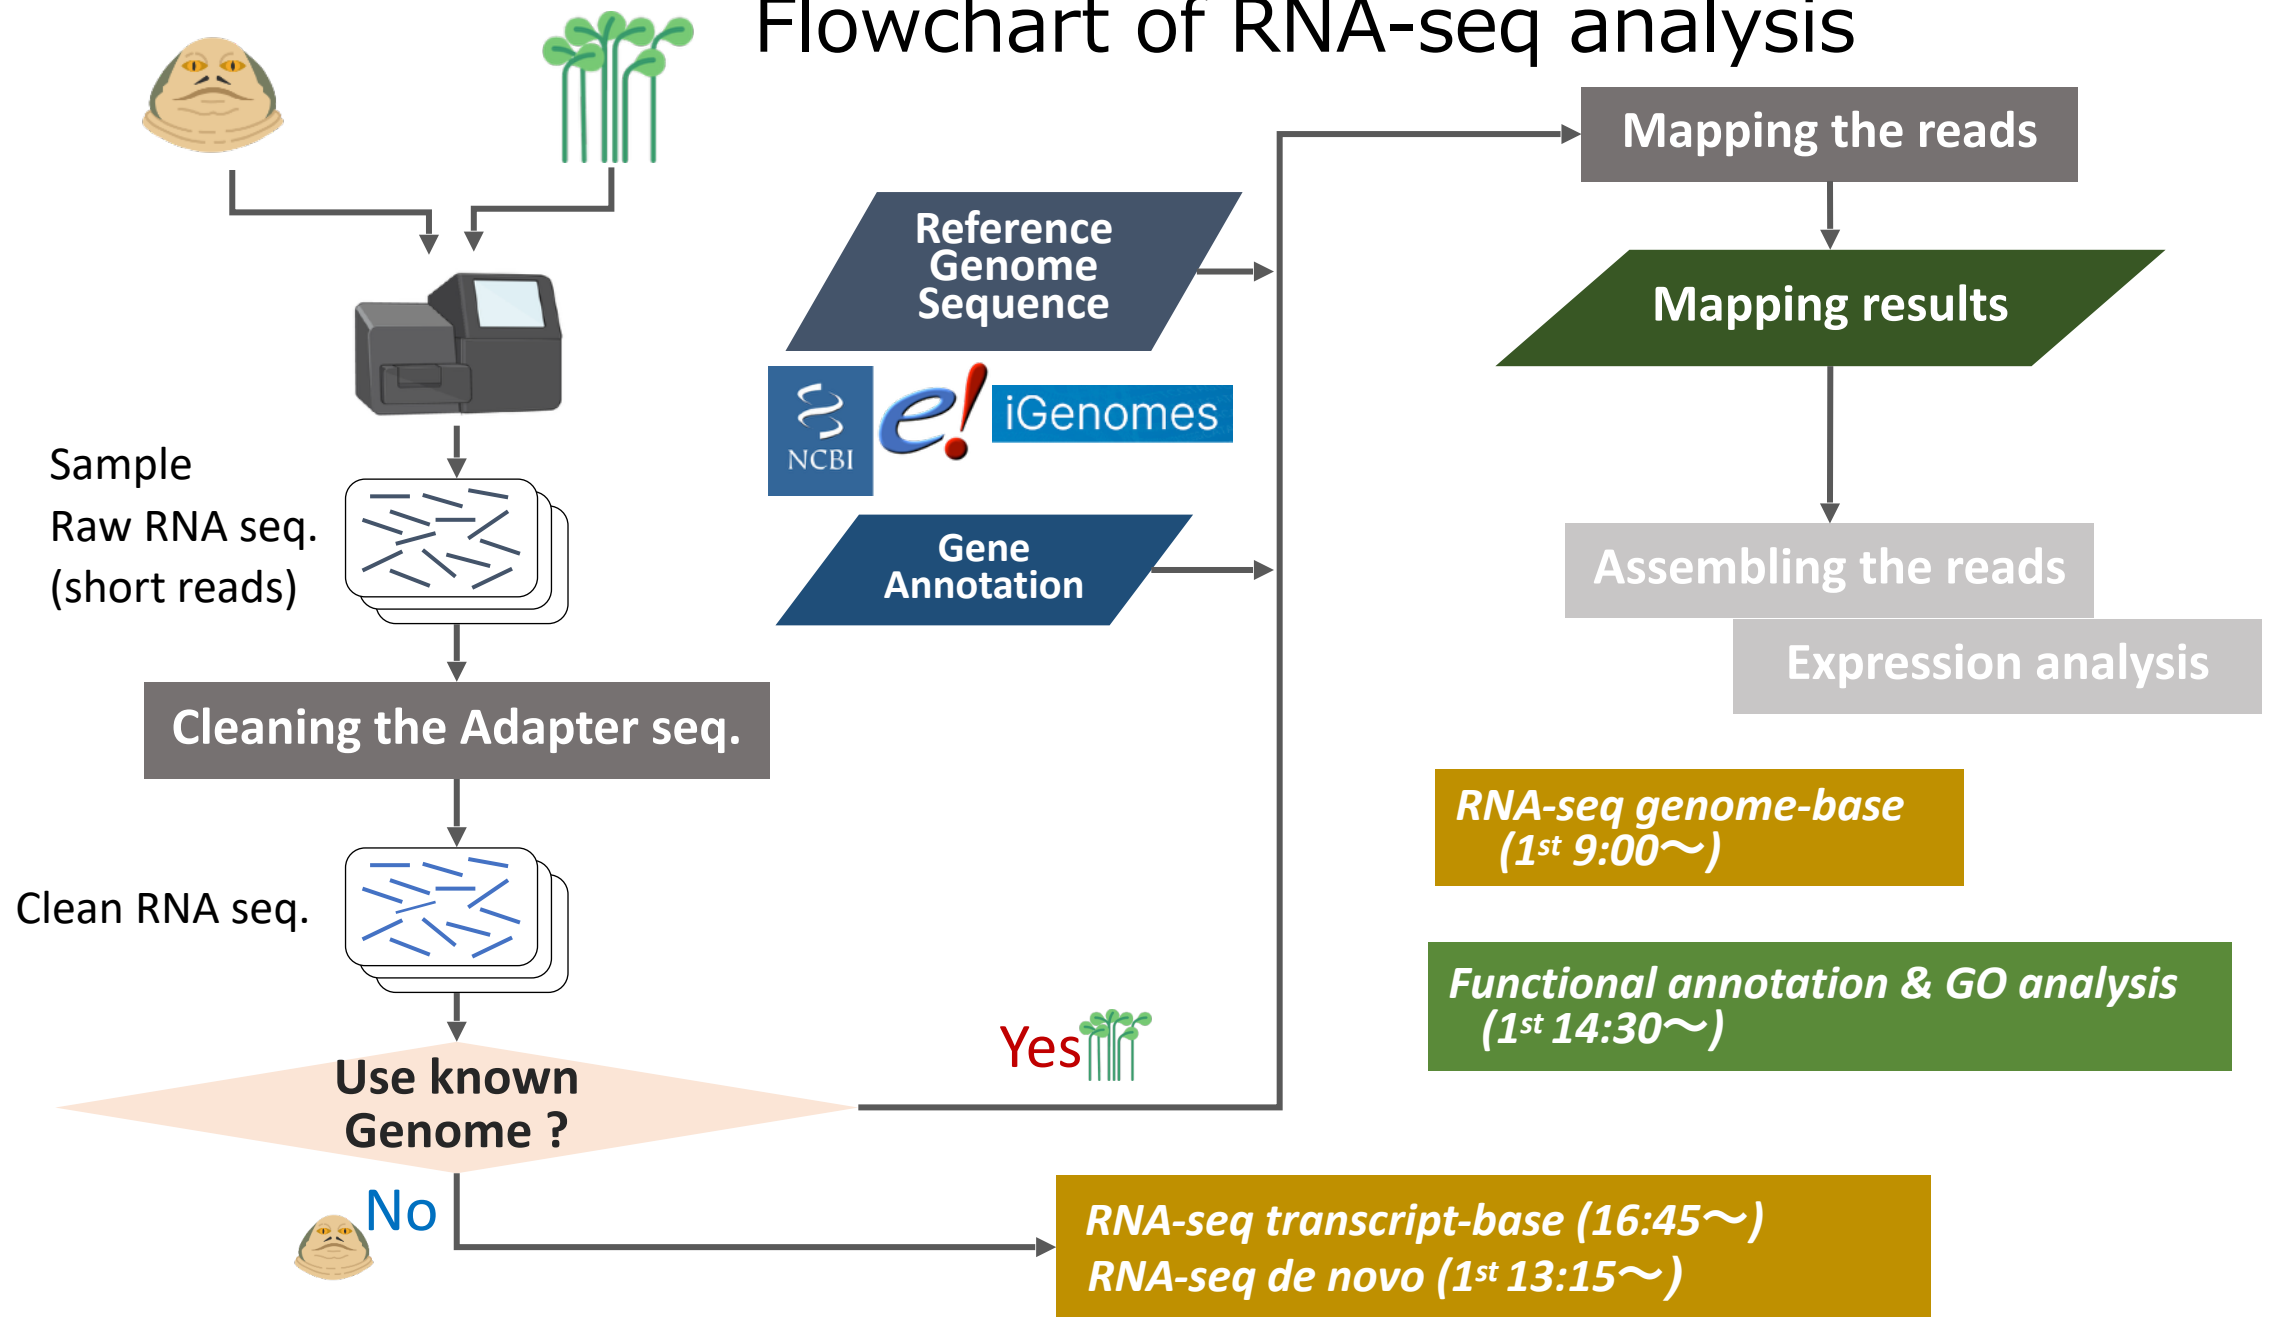 Flowchart of RNA-seq analysis
Sample
Raw RNA seq.
(short reads)
Cleaning the Adapter seq.
Clean RNA seq.
Use known
Genome ?
Yes
No
Reference
Genome
Sequence
NCBI
e!
iGenomes
Gene
Annotation
Mapping the reads
Mapping results
Assembling the reads
Expression analysis
RNA-seq genome-base
(1st 9:00～)
Functional annotation & GO analysis
(1st 14:30～)
RNA-seq transcript-base (16:45～)
RNA-seq de novo (1st 13:15～)